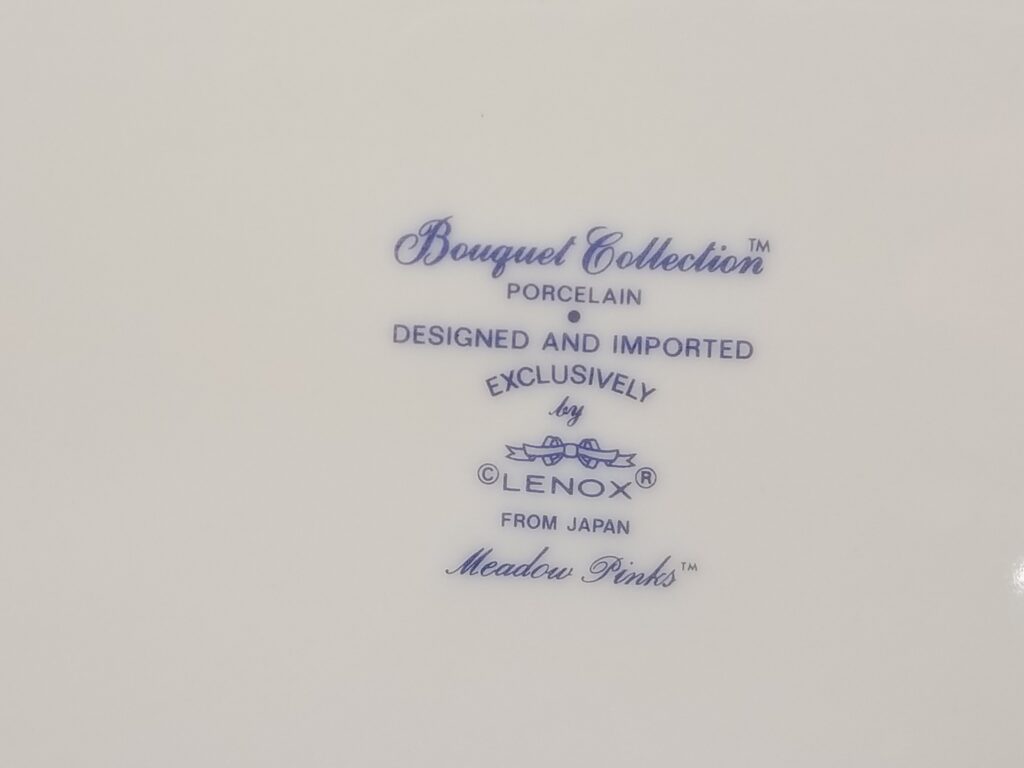 Bouquet Collection™
PORCELAIN
•
DESIGNED AND IMPORTED
EXCLUSIVELY
by
©LENOX®
FROM JAPAN
Meadow Pinks™